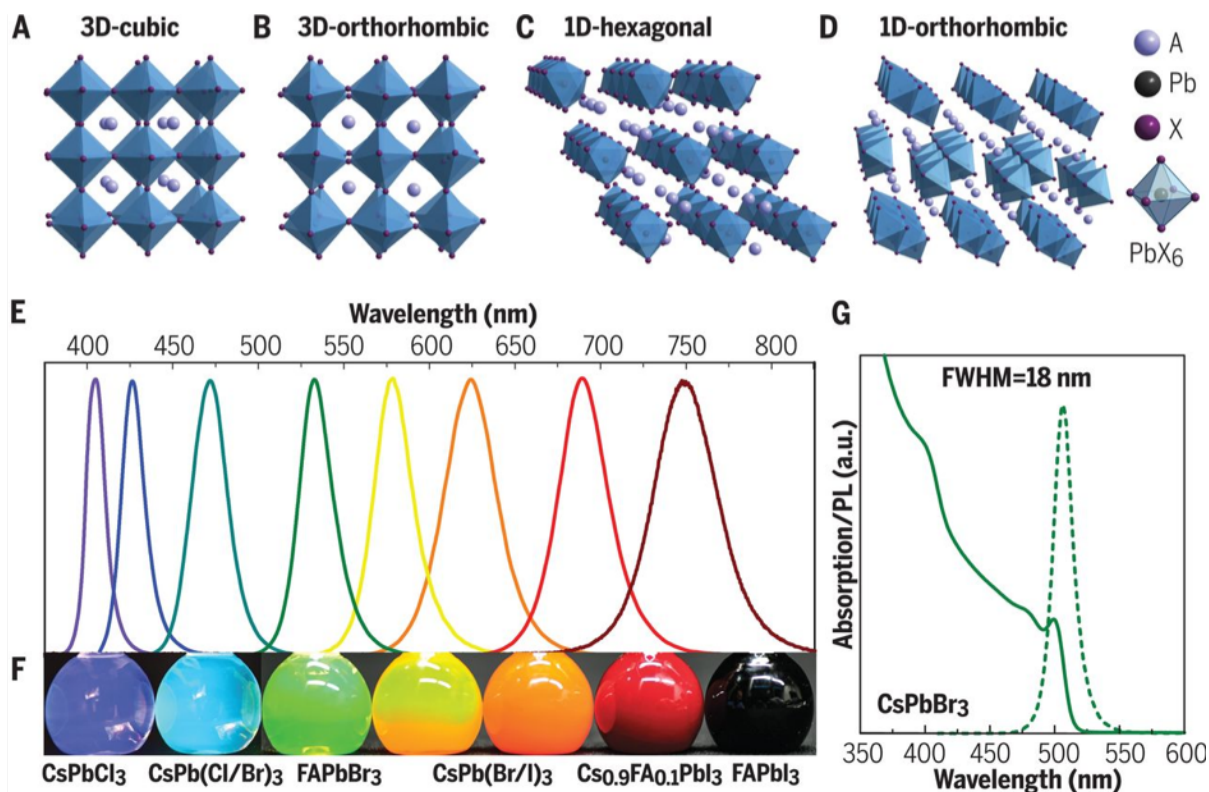 A 3D-cubic
B 3D-orthorhombic
C 1D-hexagonal
D 1D-orthorhombic
A
Pb
X
PbX₆
E
Wavelength (nm)
400 450 500 550 600 650 700 750 800
F
CsPbCl₃ CsPb(Cl/Br)₃ FAPbBr₃ CsPb(Br/I)₃ Cs₀.₉FA₀.₁PbI₃ FAPbI₃
G
FWHM=18 nm
Absorption/PL (a.u.)
CsPbBr₃
350 400 450 500 550 600
Wavelength (nm)